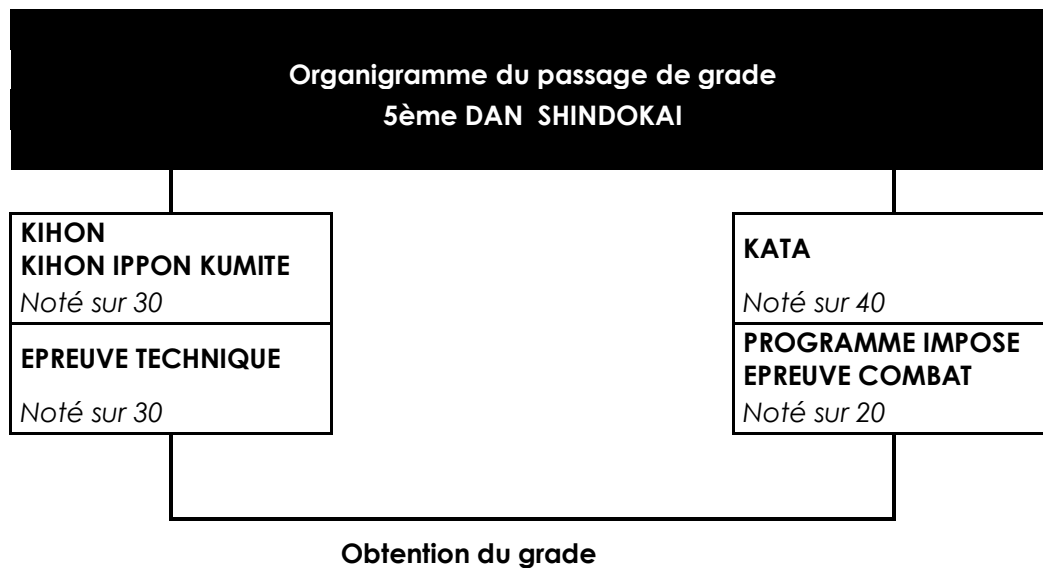 Organigramme du passage de grade
5ème DAN SHINDOKAI
KIHON
KIHON IPPON KUMITE
Noté sur 30
EPREUVE TECHNIQUE
Noté sur 30
KATA
Noté sur 40
PROGRAMME IMPOSE
EPREUVE COMBAT
Noté sur 20
Obtention du grade